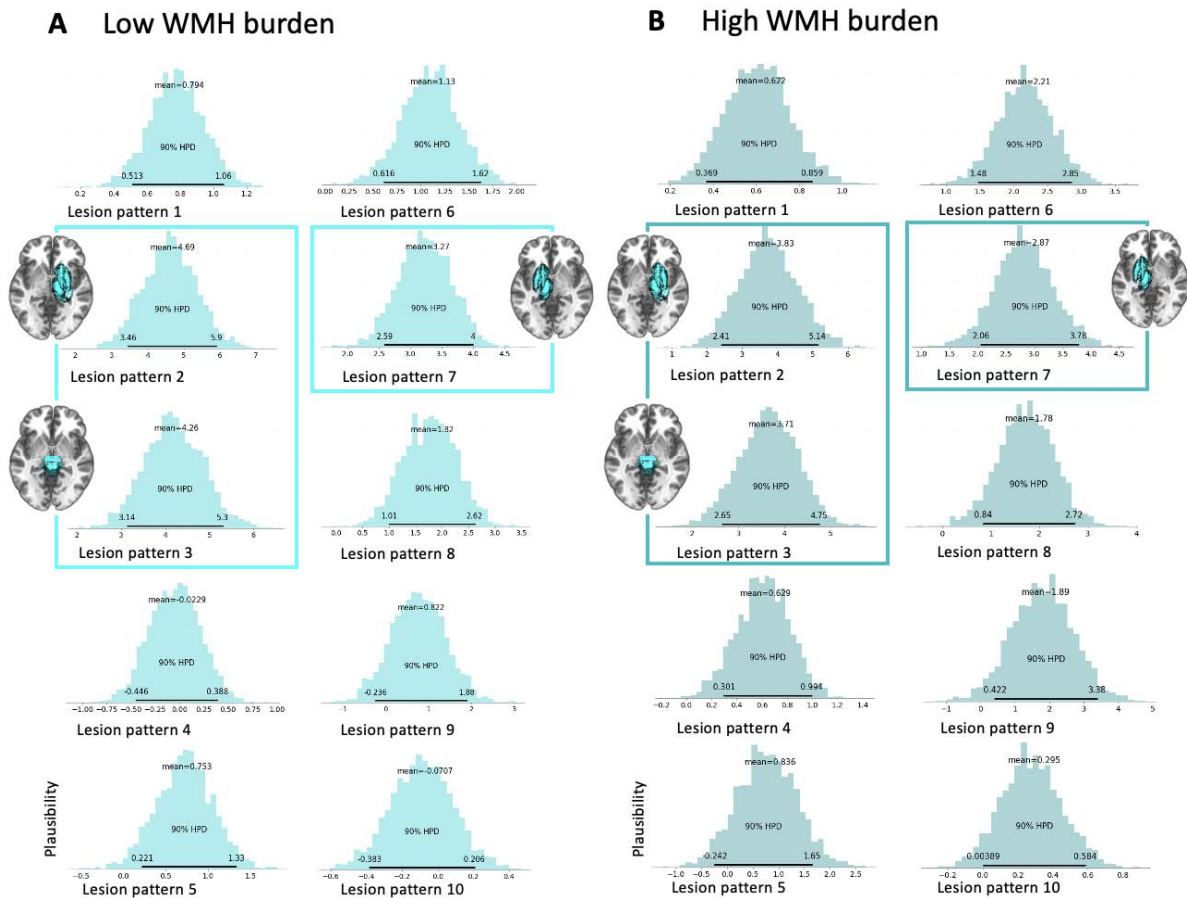 A Low WMH burden
mean=0.794
90% HPD
0.513 1.06
0.2 0.4 0.6 0.8 1.0 1.2
Lesion pattern 1
mean=1.13
90% HPD
0.616 1.62
0.00 0.25 0.50 0.75 1.00 1.25 1.50 1.75 2.00
Lesion pattern 6
mean=4.69
90% HPD
3.46 5.9
2 3 4 5 6 7
Lesion pattern 2
mean=3.27
90% HPD
2.59 4
2.0 2.5 3.0 3.5 4.0 4.5
Lesion pattern 7
mean=4.26
90% HPD
3.14 5.3
2 3 4 5 6
Lesion pattern 3
mean=1.82
90% HPD
1.01 2.62
0.0 0.5 1.0 1.5 2.0 2.5 3.0 3.5
Lesion pattern 8
mean=-0.0229
90% HPD
-0.446 0.388
−1.00 −0.75 −0.50 −0.25 0.00 0.25 0.50 0.75 1.00
Lesion pattern 4
mean=0.822
90% HPD
-0.236 1.88
−1 0 1 2 3
Lesion pattern 9
Plausibility
mean=0.753
90% HPD
0.221 1.33
−0.5 0.0 0.5 1.0 1.5
Lesion pattern 5
mean=-0.0707
90% HPD
-0.383 0.206
−0.6 −0.4 −0.2 0.0 0.2 0.4
Lesion pattern 10
B High WMH burden
mean=0.622
90% HPD
0.369 0.859
0.2 0.4 0.6 0.8 1.0
Lesion pattern 1
mean=2.21
90% HPD
1.48 2.85
1.0 1.5 2.0 2.5 3.0 3.5
Lesion pattern 6
mean=3.83
90% HPD
2.41 5.14
1 2 3 4 5 6
Lesion pattern 2
mean=2.87
90% HPD
2.06 3.78
1.0 1.5 2.0 2.5 3.0 3.5 4.0 4.5
Lesion pattern 7
mean=3.71
90% HPD
2.65 4.75
2 3 4 5
Lesion pattern 3
mean=1.78
90% HPD
0.84 2.72
0 1 2 3 4
Lesion pattern 8
mean=0.629
90% HPD
0.301 0.994
−0.2 0.0 0.2 0.4 0.6 0.8 1.0 1.2 1.4
Lesion pattern 4
mean=1.89
90% HPD
0.422 3.38
−1 0 1 2 3 4 5
Lesion pattern 9
Plausibility
mean=0.836
90% HPD
-0.242 1.65
−1.0 −0.5 0.0 0.5 1.0 1.5 2.0 2.5
Lesion pattern 5
mean=0.295
90% HPD
0.00389 0.584
−0.2 0.0 0.2 0.4 0.6 0.8
Lesion pattern 10